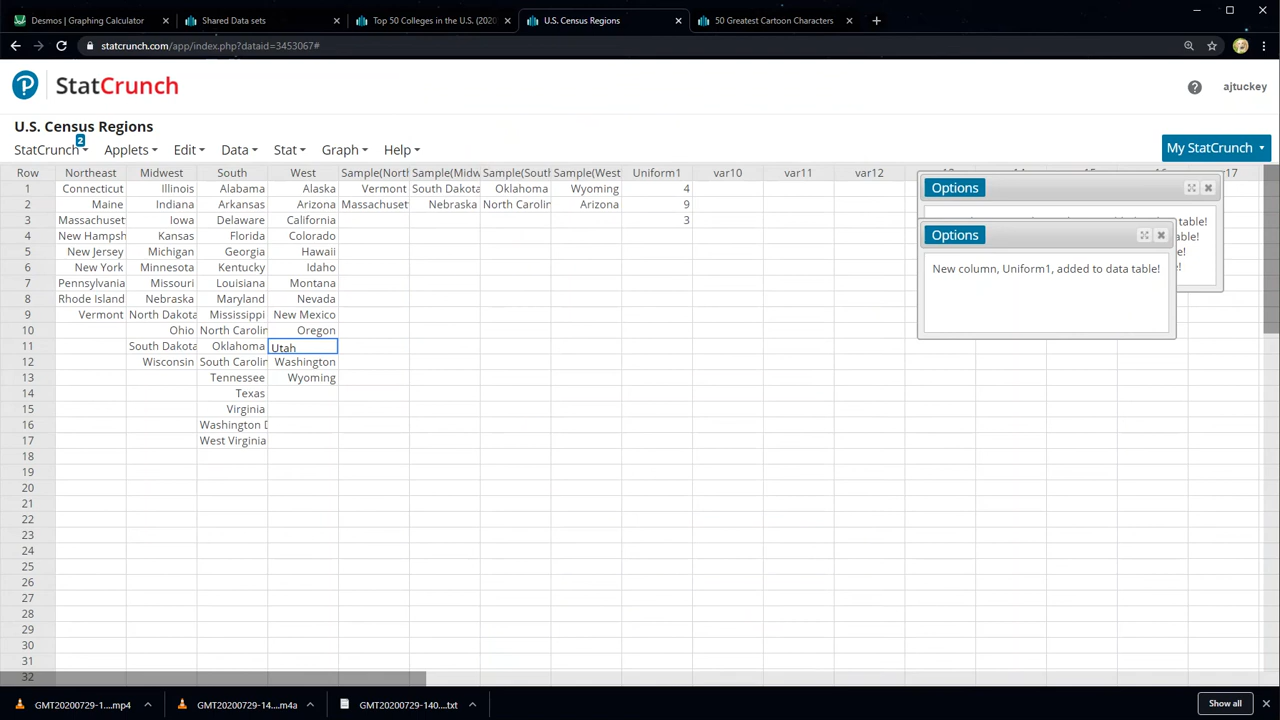 Desmos | Graphing Calculator Shared Data sets Top 50 Colleges in the U.S. (2020 U.S. Census Regions 50 Greatest Cartoon Characters
statcrunch.com/app/index.php?dataid=3453067#
StatCrunch ajtuckey
U.S. Census Regions
StatCrunch 2 Applets Edit Data Stat Graph Help My StatCrunch
Row Northeast Midwest South West Sample(Nort Sample(Midw Sample(Sout Sample(West Uniform1 var10 var11 var12 17
1 Connecticut Illinois Alabama Alaska Vermont South Dakota Oklahoma Wyoming 4
2 Maine Indiana Arkansas Arizona Massachuset Nebraska North Carolin Arizona 9
3 Massachuset Iowa Delaware California 3
4 New Hampsh Kansas Florida Colorado
5 New Jersey Michigan Georgia Hawaii
6 New York Minnesota Kentucky Idaho
7 Pennsylvania Missouri Louisiana Montana
8 Rhode Island Nebraska Maryland Nevada
9 Vermont North Dakota Mississippi New Mexico
10 Ohio North Carolin Oregon
11 South Dakota Oklahoma Utah
12 Wisconsin South Carolin Washington
13 Tennessee Wyoming
14 Texas
15 Virginia
16 Washington D
17 West Virginia
18
19
20
21
22
23
24
25
26
27
28
29
30
31
32
Options
table!
able!
Options
New column, Uniform1, added to data table!
GMT20200729-1....mp4 GMT20200729-14....m4a GMT20200729-140....txt Show all